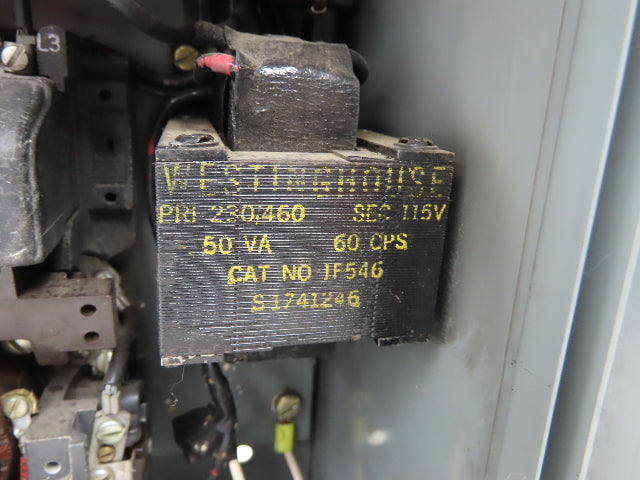 L3
WESTINGHOUSE
PRI 230/460 SEC 115V
50 VA 60 CPS
CAT NO 1F546
S1741246